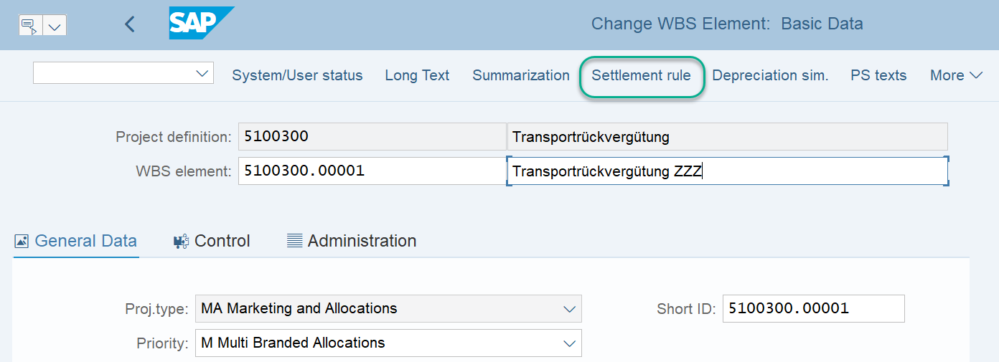 SAP Change WBS Element: Basic Data
System/User status Long Text Summarization Settlement rule Depreciation sim. PS texts More
Project definition: 5100300 Transportrückvergütung
WBS element: 5100300.00001 Transportrückvergütung ZZZ
General Data Control Administration
Proj.type: MA Marketing and Allocations Short ID: 5100300.00001
Priority: M Multi Branded Allocations